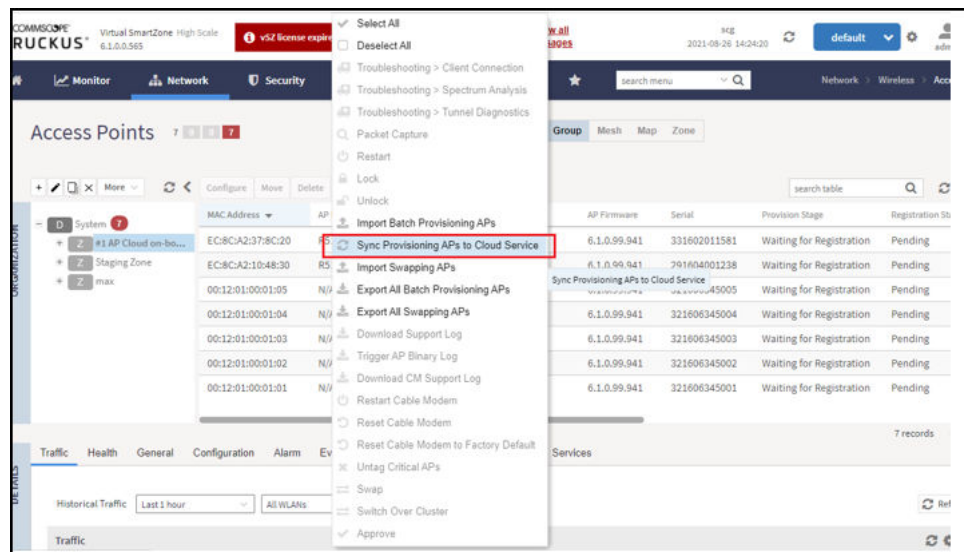 COMMSCOPE
RUCKUS
Virtual SmartZone High Scale
6.1.0.0.565
vSZ license expire
scg
2021-08-26 14:24:20
default
Monitor Network Security
search menu
Network > Wireless >
Access Points 7 0 0 7
Group Mesh Map Zone
More
Configure Move Delete
search table
ORGANIZATION
D System 7
Z #1 AP Cloud on-bo...
Z Staging Zone
Z max
MAC Address AP AP Firmware Serial Provision Stage
EC:8C:A2:37:8C:20 6.1.0.99.941 331602011581 Waiting for Registration Pending
EC:8C:A2:10:48:30 R5 6.1.0.99.941 291604001238 Waiting for Registration Pending
00:12:01:00:01:05 Waiting for Registration Pending
00:12:01:00:01:04 6.1.0.99.941 321606345004 Waiting for Registration Pending
00:12:01:00:01:03 6.1.0.99.941 321606345003 Waiting for Registration Pending
00:12:01:00:01:02 6.1.0.99.941 321606345002 Waiting for Registration Pending
00:12:01:00:01:01 6.1.0.99.941 321606345001 Waiting for Registration Pending
7 records
Select All
Deselect All
Troubleshooting > Client Connection
Troubleshooting > Spectrum Analysis
Troubleshooting > Tunnel Diagnostics
Packet Capture
Restart
Lock
Unlock
Import Batch Provisioning APs
Sync Provisioning APs to Cloud Service
Import Swapping APs
Sync Provisioning APs to Cloud Service
Export All Batch Provisioning APs
Export All Swapping APs
Download Support Log
Trigger AP Binary Log
Download CM Support Log
Restart Cable Modem
Reset Cable Modem
Reset Cable Modem to Factory Default
Untag Critical APs
Swap
Switch Over Cluster
Approve
DETAILS
Traffic Health General Configuration Alarm Ev Services
Historical Traffic Last 1 hour All WLANs
Traffic